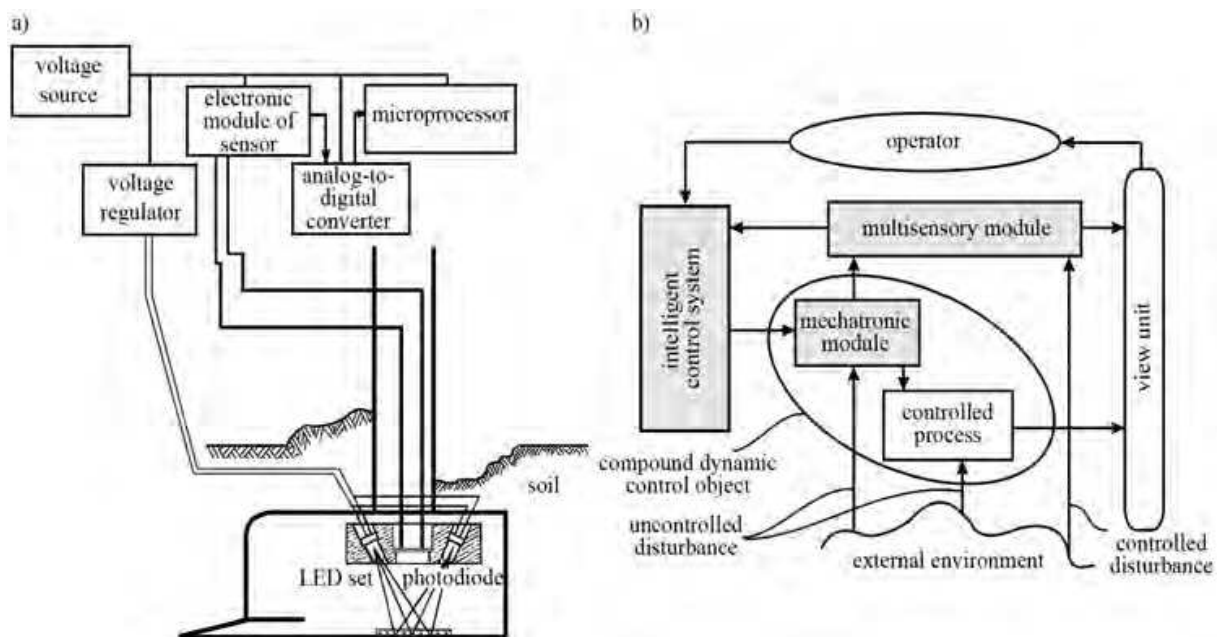 a)
voltage
source
electronic
module of
sensor
microprocessor
voltage
regulator
analog-to-
digital
converter
soil
LED set
photodiode
b)
operator
multisensory module
intelligent
control system
mechatronic
module
controlled
process
view unit
compound dynamic
control object
uncontrolled
disturbance
external environment
controlled
disturbance